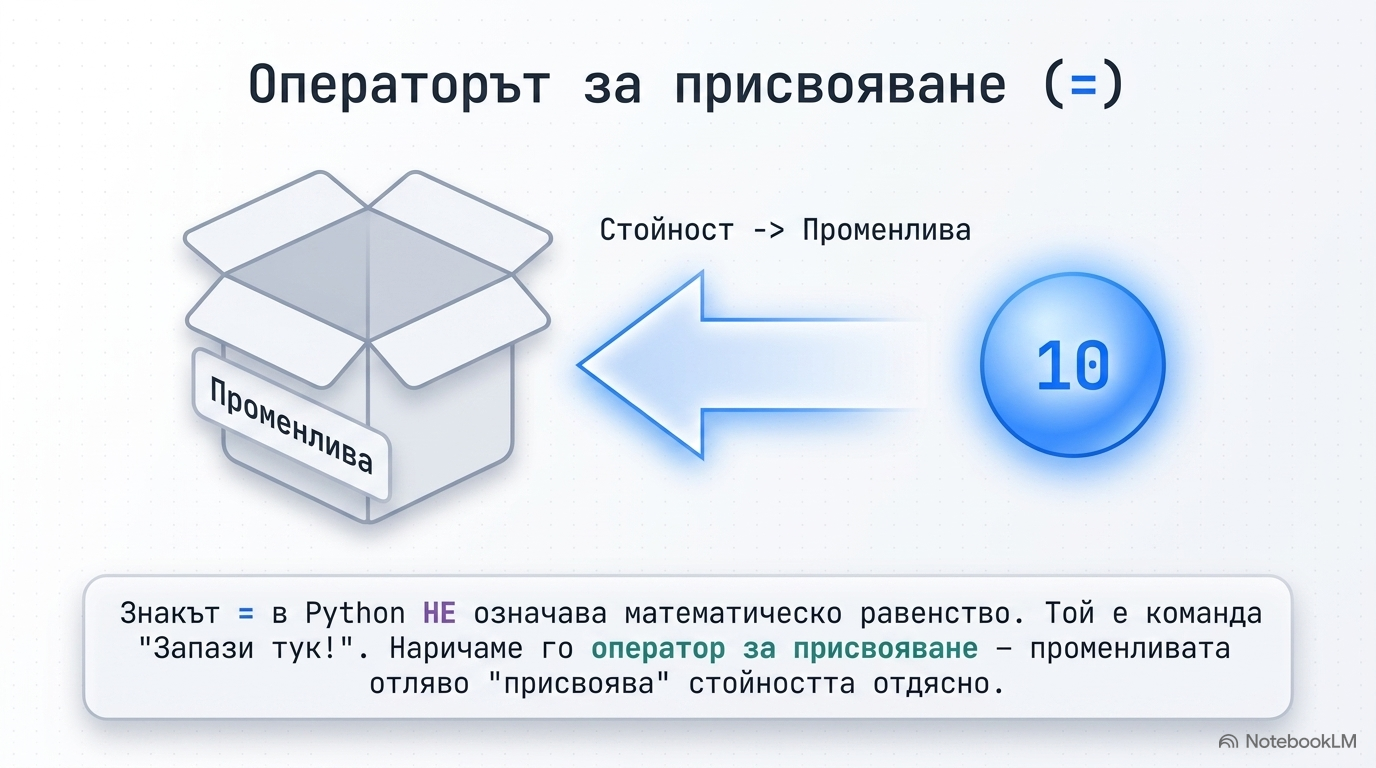 Операторът за присвояване (=)
Стойност -> Променлива
Променлива
10
Знакът = в Python НЕ означава математическо равенство. Той е команда
"Запази тук!". Наричаме го оператор за присвояване – променливата
отляво "присвоява" стойността отдясно.
NotebookLM